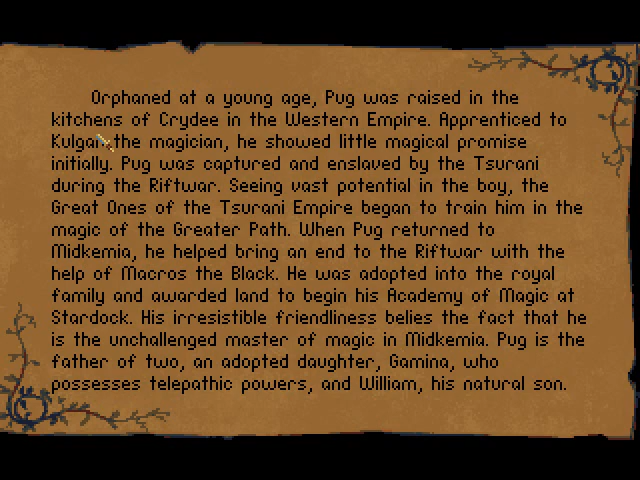 Orphaned at a young age, Pug was raised in the
kitchens of Crydee in the Western Empire. Apprenticed to
Kulgan the magician, he showed little magical promise
initially. Pug was captured and enslaved by the Tsurani
during the Riftwar. Seeing vast potential in the boy, the
Great Ones of the Tsurani Empire began to train him in the
magic of the Greater Path. When Pug returned to
Midkemia, he helped bring an end to the Riftwar with the
help of Macros the Black. He was adopted into the royal
family and awarded land to begin his Academy of Magic at
Stardock. His irresistible friendliness belies the fact that he
is the unchallenged master of magic in Midkemia. Pug is the
father of two, an adopted daughter, Gamina, who
possesses telepathic powers, and William, his natural son.